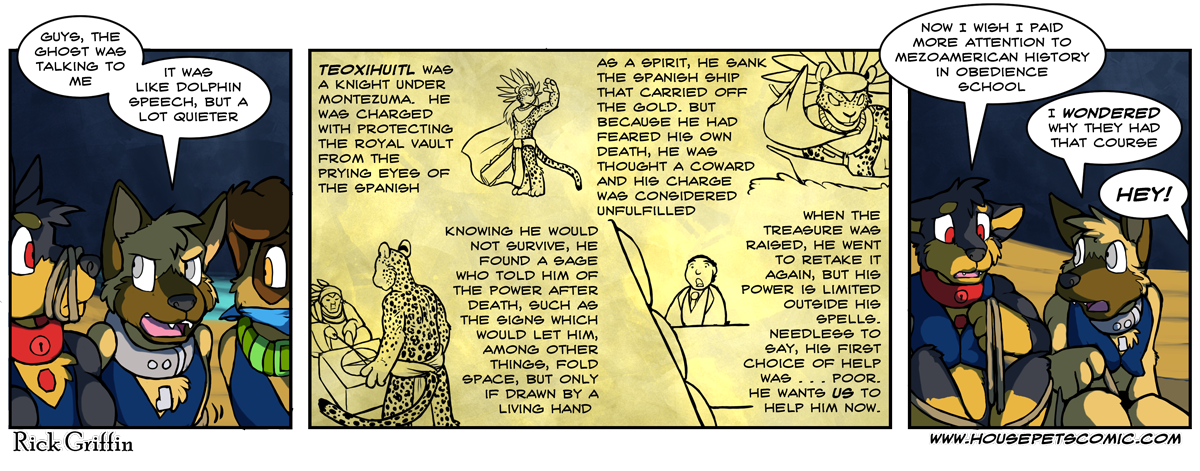 GUYS, THE
GHOST WAS
TALKING TO
ME
IT WAS
LIKE DOLPHIN
SPEECH, BUT A
LOT QUIETER
TEOXIHUITL WAS
A KNIGHT UNDER
MONTEZUMA. HE
WAS CHARGED
WITH PROTECTING
THE ROYAL VAULT
FROM THE
PRYING EYES OF
THE SPANISH
KNOWING HE WOULD
NOT SURVIVE, HE
FOUND A SAGE
WHO TOLD HIM OF
THE POWER AFTER
DEATH, SUCH AS
THE SIGNS WHICH
WOULD LET HIM,
AMONG OTHER
THINGS, FOLD
SPACE, BUT ONLY
IF DRAWN BY A
LIVING HAND
AS A SPIRIT, HE SANK
THE SPANISH SHIP
THAT CARRIED OFF
THE GOLD. BUT
BECAUSE HE HAD
FEARED HIS OWN
DEATH, HE WAS
THOUGHT A COWARD
AND HIS CHARGE
WAS CONSIDERED
UNFULFILLED
WHEN THE
TREASURE WAS
RAISED, HE WENT
TO RETAKE IT
AGAIN, BUT HIS
POWER IS LIMITED
OUTSIDE HIS
SPELLS.
NEEDLESS TO
SAY, HIS FIRST
CHOICE OF HELP
WAS . . . POOR.
HE WANTS US TO
HELP HIM NOW.
NOW I WISH I PAID
MORE ATTENTION TO
MEZOAMERICAN HISTORY
IN OBEDIENCE
SCHOOL
I WONDERED
WHY THEY HAD
THAT COURSE
HEY!
1
Rick Griffin
WWW.HOUSEPETSCOMIC.COM